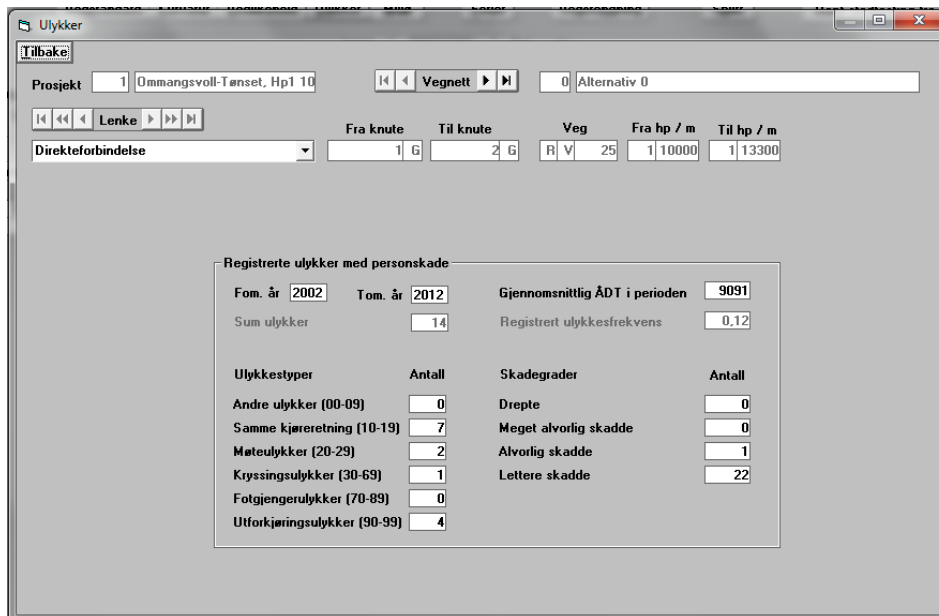 Ulykker
Tilbake
Prosjekt 1 Ommangsvoll-Tønset, Hp1 10 Vegnett 0 Alternativ 0
Lenke
Fra knute Til knute Veg Fra hp / m Til hp / m
Direkteforbindelse 1 G 2 G R V 25 1 10000 1 13300
Registrerte ulykker med personskade
Fom. år 2002 Tom. år 2012 Gjennomsnittlig ÅDT i perioden 9091
Sum ulykker 14 Registrert ulykkesfrekvens 0,12
Ulykkestyper Antall Skadegrader Antall
Andre ulykker (00-09) 0 Drepte 0
Samme kjøreretning (10-19) 7 Meget alvorlig skadde 0
Møteulykker (20-29) 2 Alvorlig skadde 1
Kryssingsulykker (30-69) 1 Lettere skadde 22
Fotgjengerulykker (70-89) 0
Utforkjøringsulykker (90-99) 4